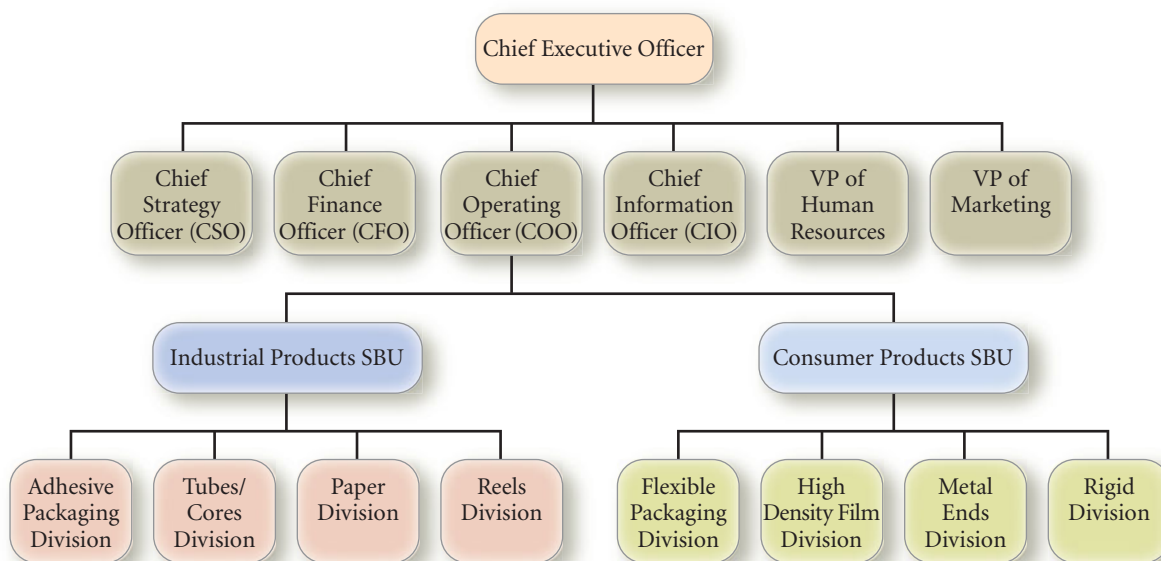 Chief Executive Officer
Chief
Strategy
Officer (CSO)
Chief
Finance
Officer (CFO)
Chief
Operating
Officer (COO)
Chief
Information
Officer (CIO)
VP of
Human
Resources
VP of
Marketing
Industrial Products SBU
Consumer Products SBU
Adhesive
Packaging
Division
Tubes/
Cores
Division
Paper
Division
Reels
Division
Flexible
Packaging
Division
High
Density Film
Division
Metal
Ends
Division
Rigid
Division